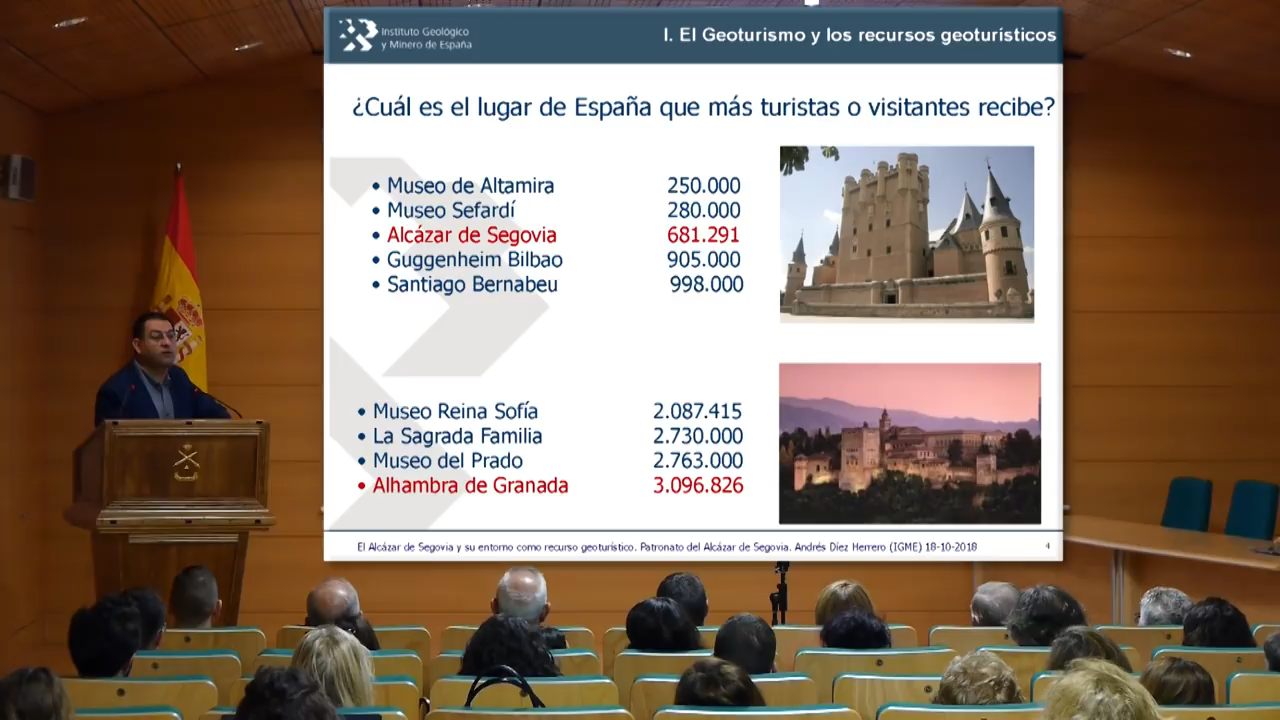 Instituto Geológico
y Minero de España
I. El Geoturismo y los recursos geoturísticos
¿Cuál es el lugar de España que más turistas o visitantes recibe?
• Museo de Altamira 250.000
• Museo Sefardí 280.000
• Alcázar de Segovia 681.291
• Guggenheim Bilbao 905.000
• Santiago Bernabeu 998.000
• Museo Reina Sofía 2.087.415
• La Sagrada Familia 2.730.000
• Museo del Prado 2.763.000
• Alhambra de Granada 3.096.826
El Alcázar de Segovia y su entorno como recurso geoturístico. Patronato del Alcázar de Segovia. Andrés Díez Herrero (IGME) 18-10-2018 4